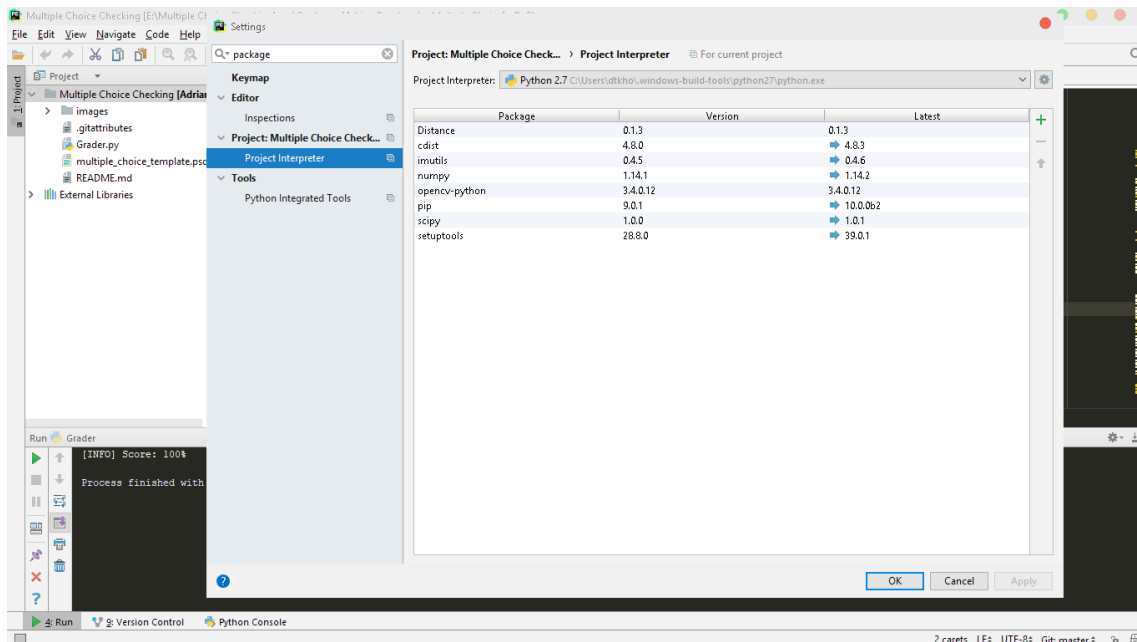 Multiple Choice Checking [E:\Multiple Ch
File Edit View Navigate Code Help
Project
1: Project
Multiple Choice Checking [Adrian
images
.gitattributes
Grader.py
multiple_choice_template.psd
README.md
External Libraries
Settings
package
Keymap
Editor
Inspections
Project: Multiple Choice Check...
Project Interpreter
Tools
Python Integrated Tools
Project: Multiple Choice Check... › Project Interpreter For current project
Project Interpreter: Python 2.7 C:\Users\dtkho\.windows-build-tools\python27\python.exe
Package Version Latest
Distance 0.1.3 0.1.3
cdist 4.8.0 4.8.3
imutils 0.4.5 0.4.6
numpy 1.14.1 1.14.2
opencv-python 3.4.0.12 3.4.0.12
pip 9.0.1 10.0.0b2
scipy 1.0.0 1.0.1
setuptools 28.8.0 39.0.1
OK Cancel Apply
Run Grader
[INFO] Score: 100%
Process finished with
4: Run 9: Version Control Python Console
2 carets LF UTF-8 Git: master